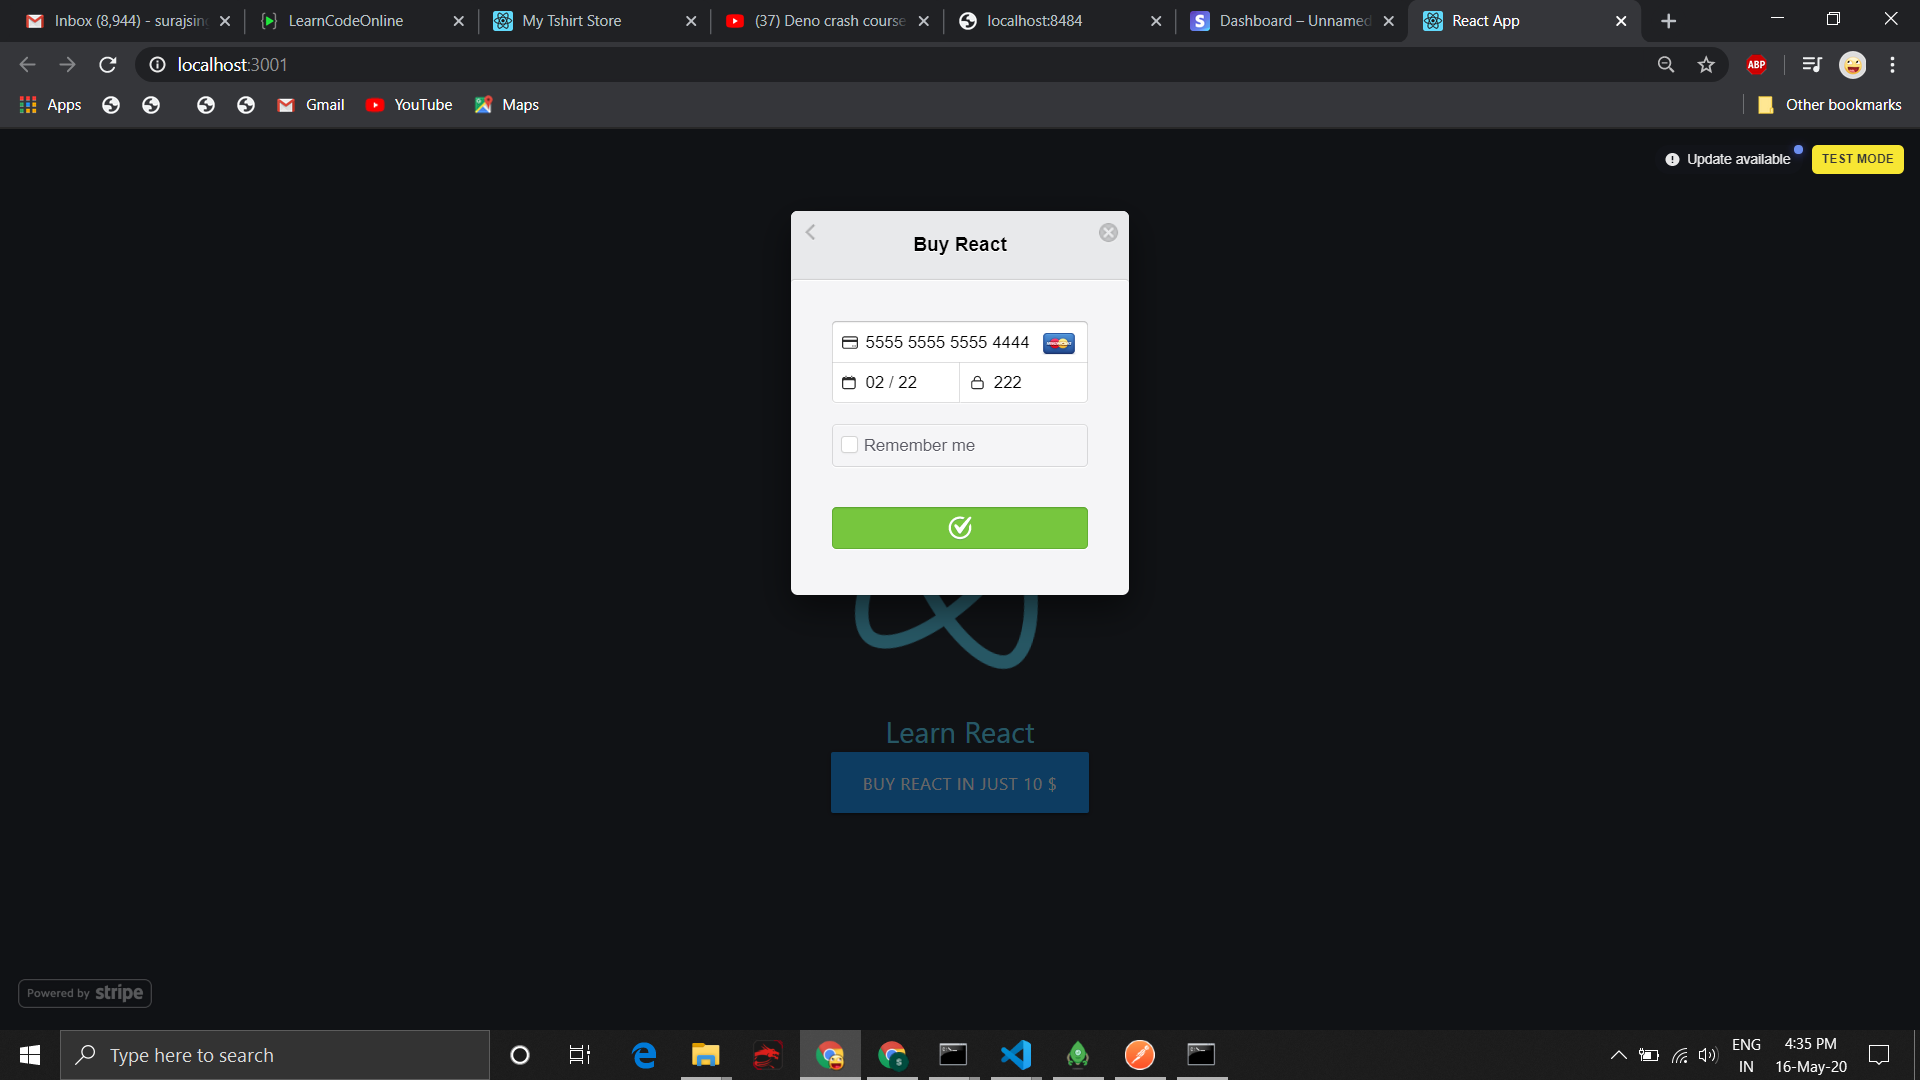 Inbox (8,944) - surajsin
LearnCodeOnline
My Tshirt Store
(37) Deno crash course
localhost:8484
Dashboard – Unnamed
React App
localhost:3001
ABP
Apps
Gmail
YouTube
Maps
Other bookmarks
Update available
TEST MODE
Buy React
5555 5555 5555 4444
02 / 22
222
Remember me
Learn React
BUY REACT IN JUST 10 $
Powered by stripe
Type here to search
ENG
IN
4:35 PM
16-May-20